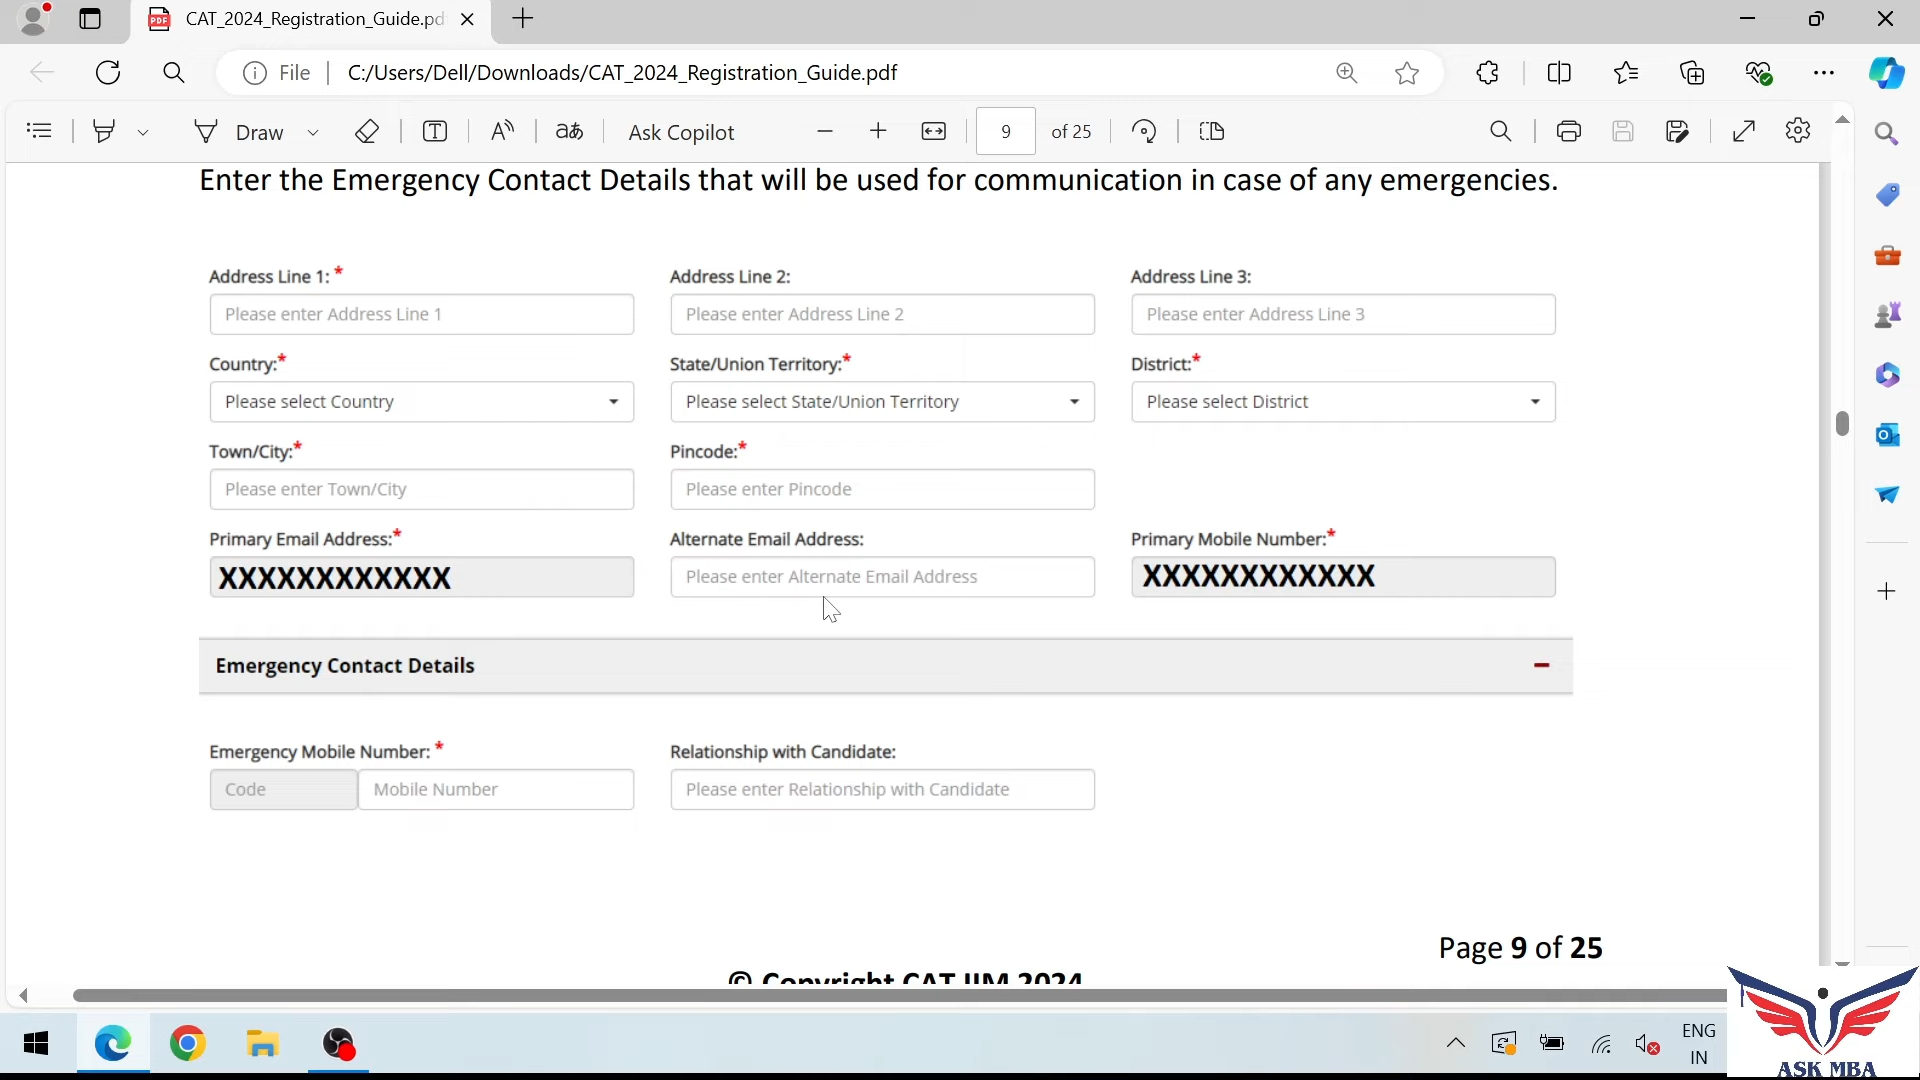 CAT_2024_Registration_Guide.pd
File
C:/Users/Dell/Downloads/CAT_2024_Registration_Guide.pdf
Draw
Ask Copilot
9 of 25
Enter the Emergency Contact Details that will be used for communication in case of any emergencies.
Address Line 1: * Address Line 2: Address Line 3:
Please enter Address Line 1 Please enter Address Line 2 Please enter Address Line 3
Country:* State/Union Territory:* District:*
Please select Country Please select State/Union Territory Please select District
Town/City:* Pincode:*
Please enter Town/City Please enter Pincode
Primary Email Address:* Alternate Email Address: Primary Mobile Number:*
XXXXXXXXXXXX Please enter Alternate Email Address XXXXXXXXXXXX
Emergency Contact Details
Emergency Mobile Number: * Relationship with Candidate:
Code Mobile Number Please enter Relationship with Candidate
Page 9 of 25
© Copyright CAT IIM 2024
ENG
IN
ASK MBA